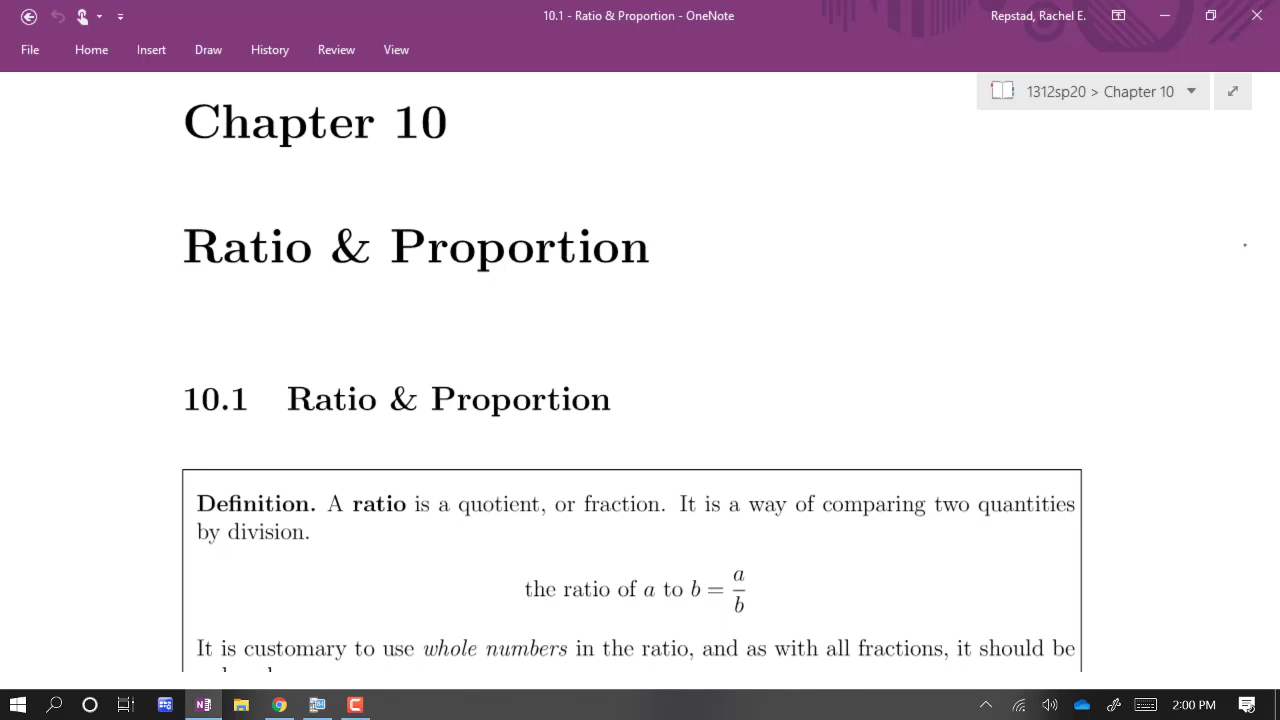 10.1 - Ratio & Proportion - OneNote
Repstad, Rachel E.
File Home Insert Draw History Review View
1312sp20 > Chapter 10
Chapter 10
Ratio & Proportion
10.1 Ratio & Proportion
Definition. A ratio is a quotient, or fraction. It is a way of comparing two quantities
by division.
the ratio of a to b = a/b
It is customary to use whole numbers in the ratio, and as with all fractions, it should be
2:00 PM